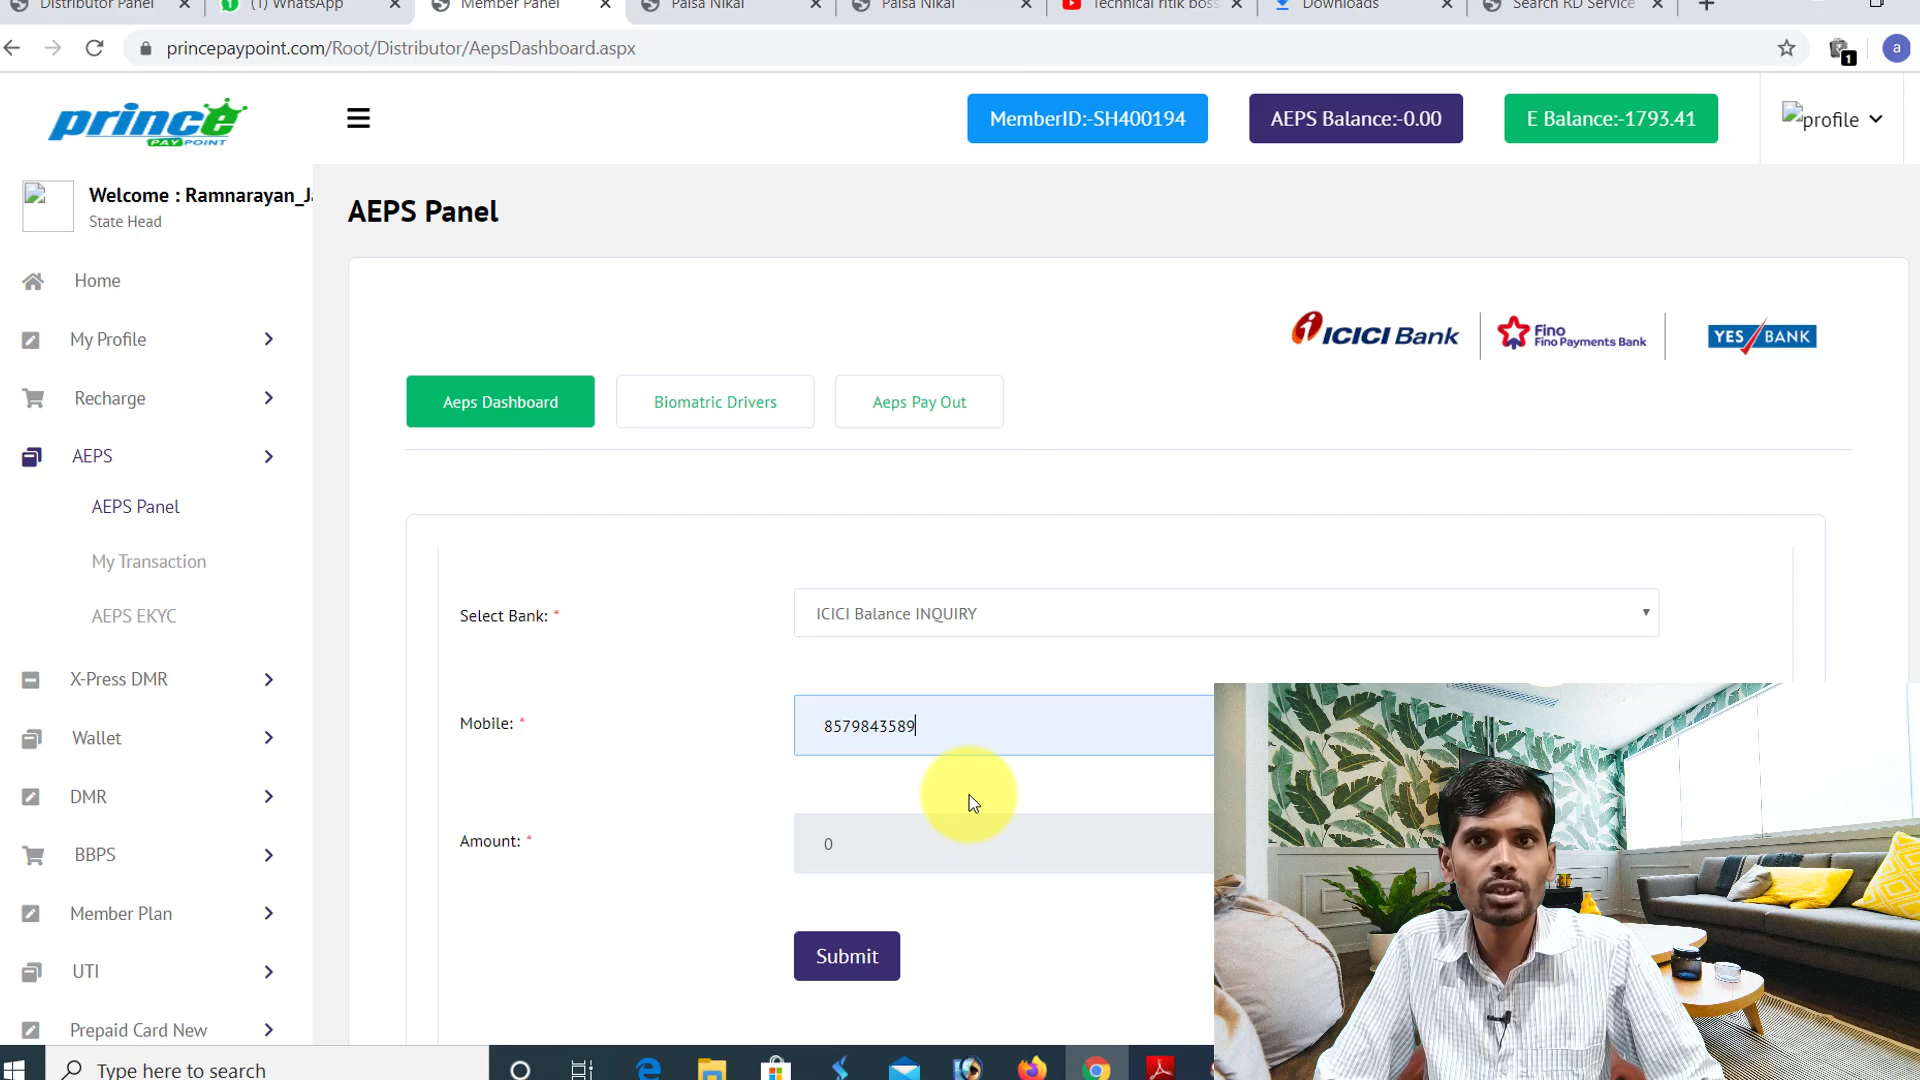 Distributor Panel
(1) WhatsApp
Member Panel
Paisa Nikal
Paisa Nikal
Technical ritik boss
Downloads
Search RD Service
princepaypoint.com/Root/Distributor/AepsDashboard.aspx
1
a
prince
PAY POINT
MemberID:-SH400194
AEPS Balance:-0.00
E Balance:-1793.41
profile
Welcome : Ramnarayan_J
State Head
AEPS Panel
Home
My Profile
Recharge
AEPS
AEPS Panel
My Transaction
AEPS EKYC
X-Press DMR
Wallet
DMR
BBPS
Member Plan
UTI
Prepaid Card New
ICICI Bank
Fino
Fino Payments Bank
YES BANK
Aeps Dashboard
Biomatric Drivers
Aeps Pay Out
Select Bank: *
ICICI Balance INQUIRY
Mobile: *
8579843589
Amount: *
0
Submit
Type here to search